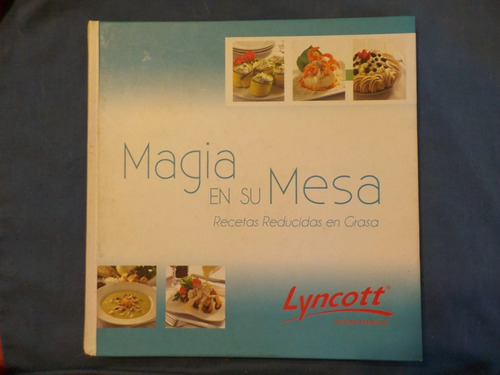 Magia
EN SU Mesa
Recetas Reducidas en Grasa
Lyncott®